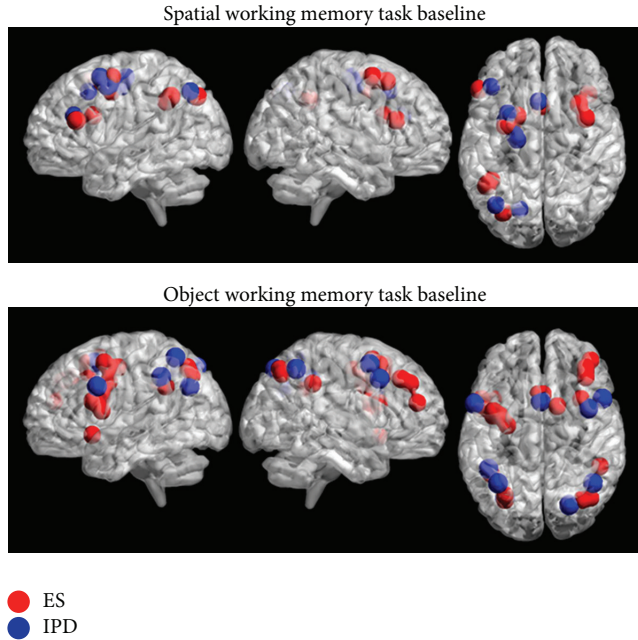 Spatial working memory task baseline
Object working memory task baseline
ES
IPD